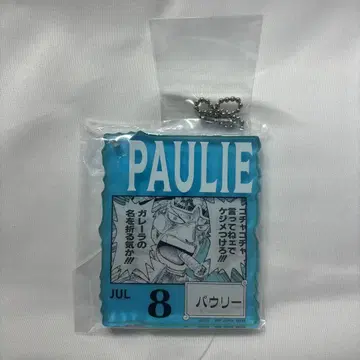 PAULIE
ゴチャゴチャ
言ってねェで
ケジメつけろ!!!
ガレーラの
名を折る気か!!!
JUL
8
パウリー